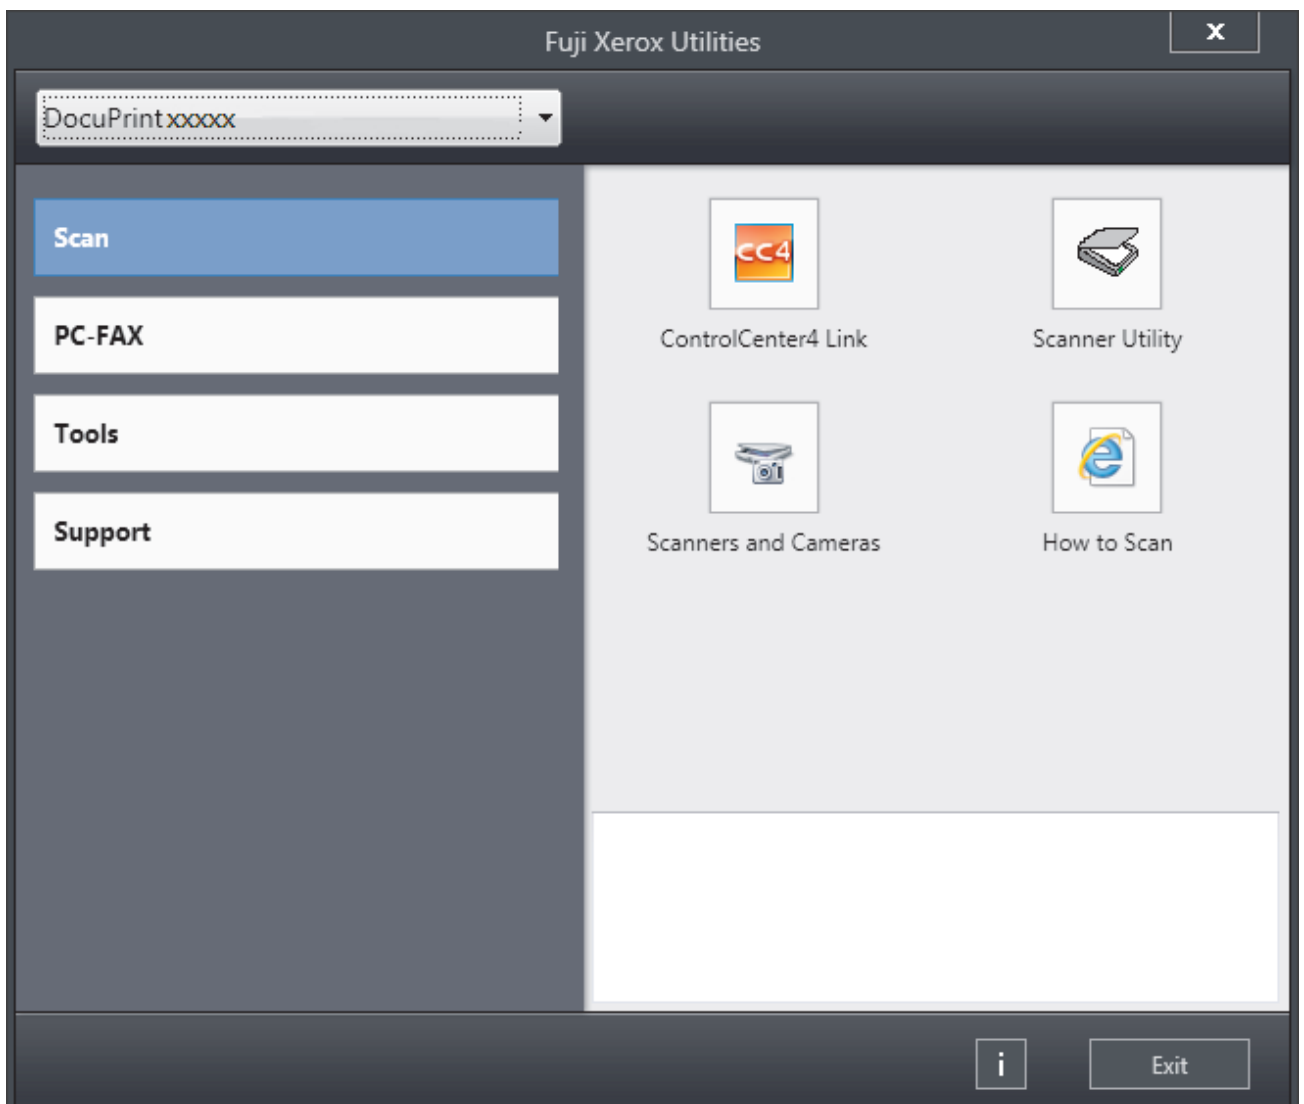 Fuji Xerox Utilities
x
DocuPrint xxxxx
Scan
PC-FAX
Tools
Support
CC4
ControlCenter4 Link
Scanner Utility
Scanners and Cameras
How to Scan
i
Exit